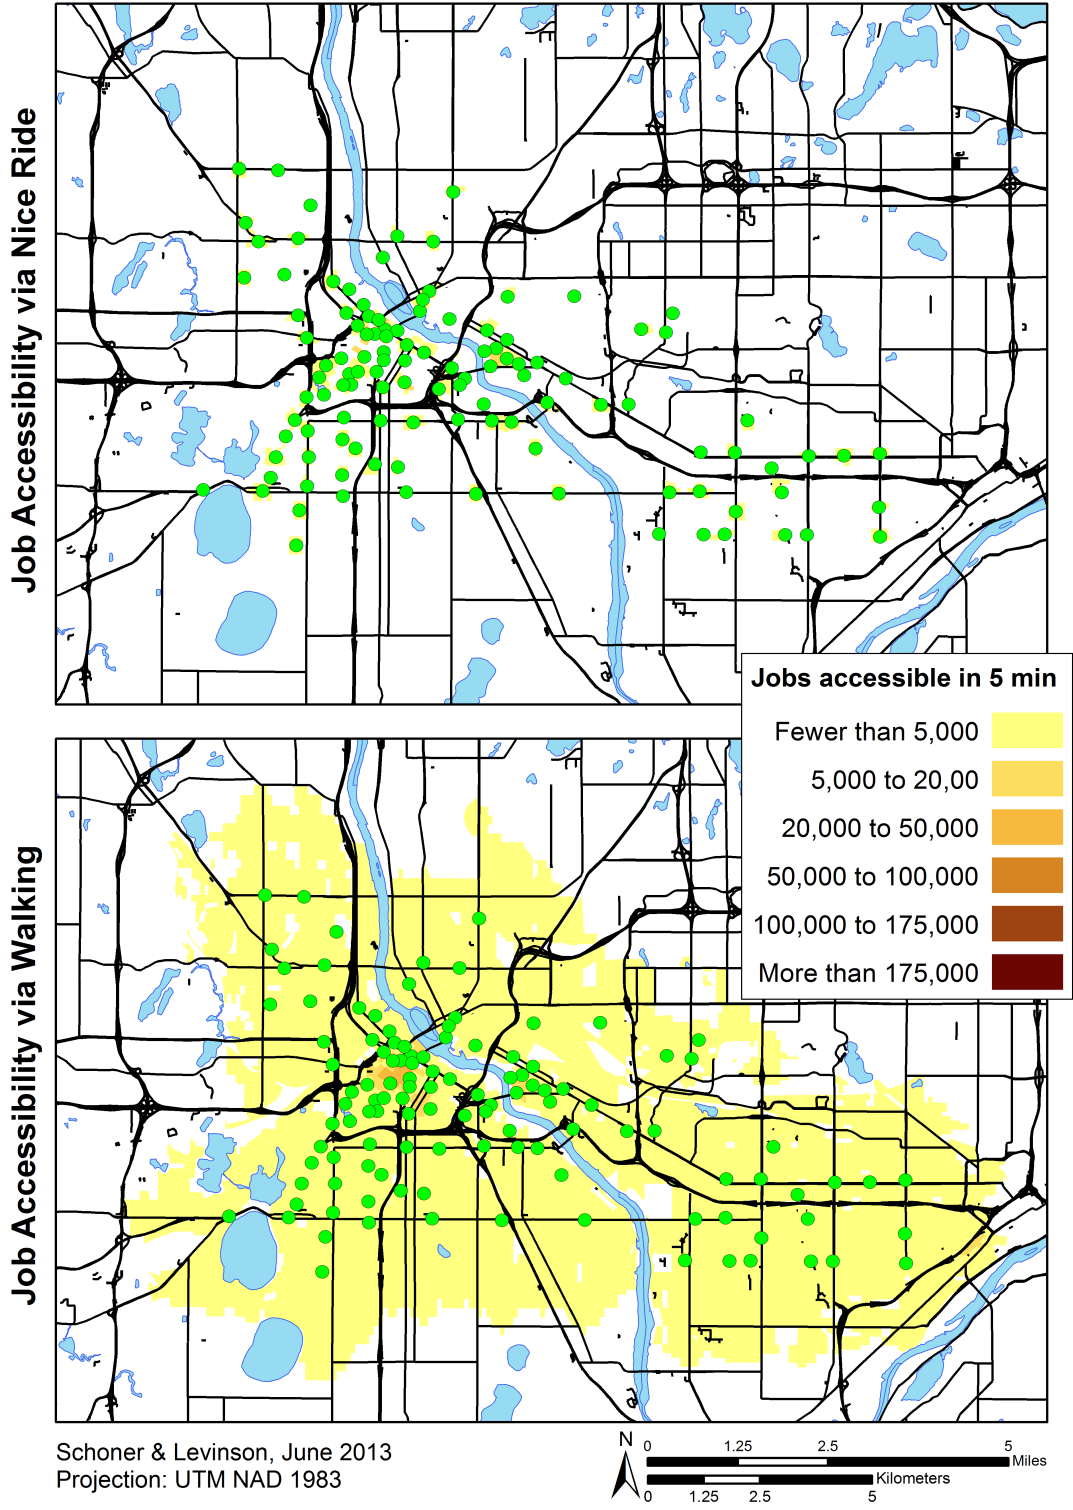 Job Accessibility via Nice Ride
Jobs accessible in 5 min
Fewer than 5,000
5,000 to 20,00
20,000 to 50,000
50,000 to 100,000
100,000 to 175,000
More than 175,000
Job Accessibility via Walking
Schoner & Levinson, June 2013
Projection: UTM NAD 1983
N
0 1.25 2.5 5
Miles
Kilometers
0 1.25 2.5 5